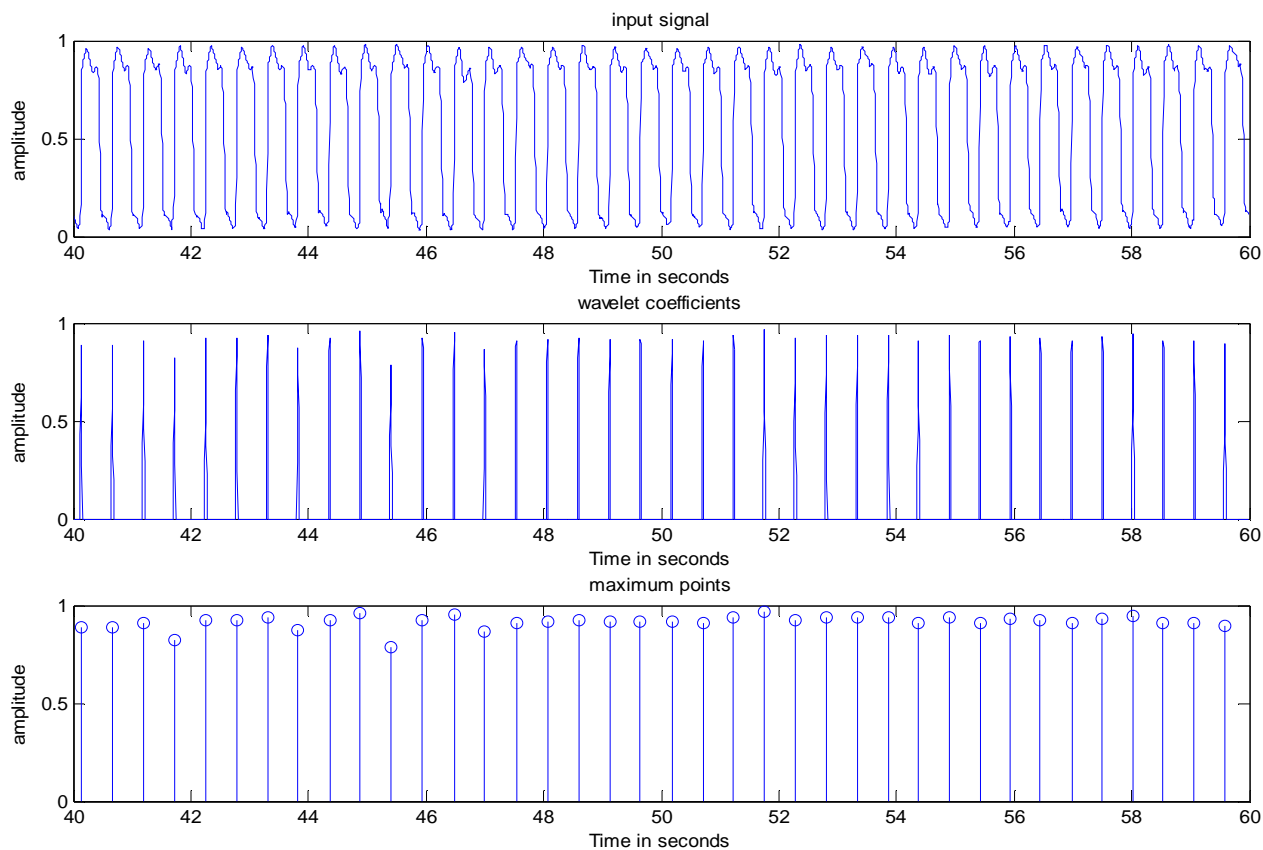 input signal
1
0.5
0
amplitude
40 42 44 46 48 50 52 54 56 58 60
Time in seconds
wavelet coefficients
1
0.5
0
amplitude
40 42 44 46 48 50 52 54 56 58 60
Time in seconds
maximum points
1
0.5
0
amplitude
40 42 44 46 48 50 52 54 56 58 60
Time in seconds